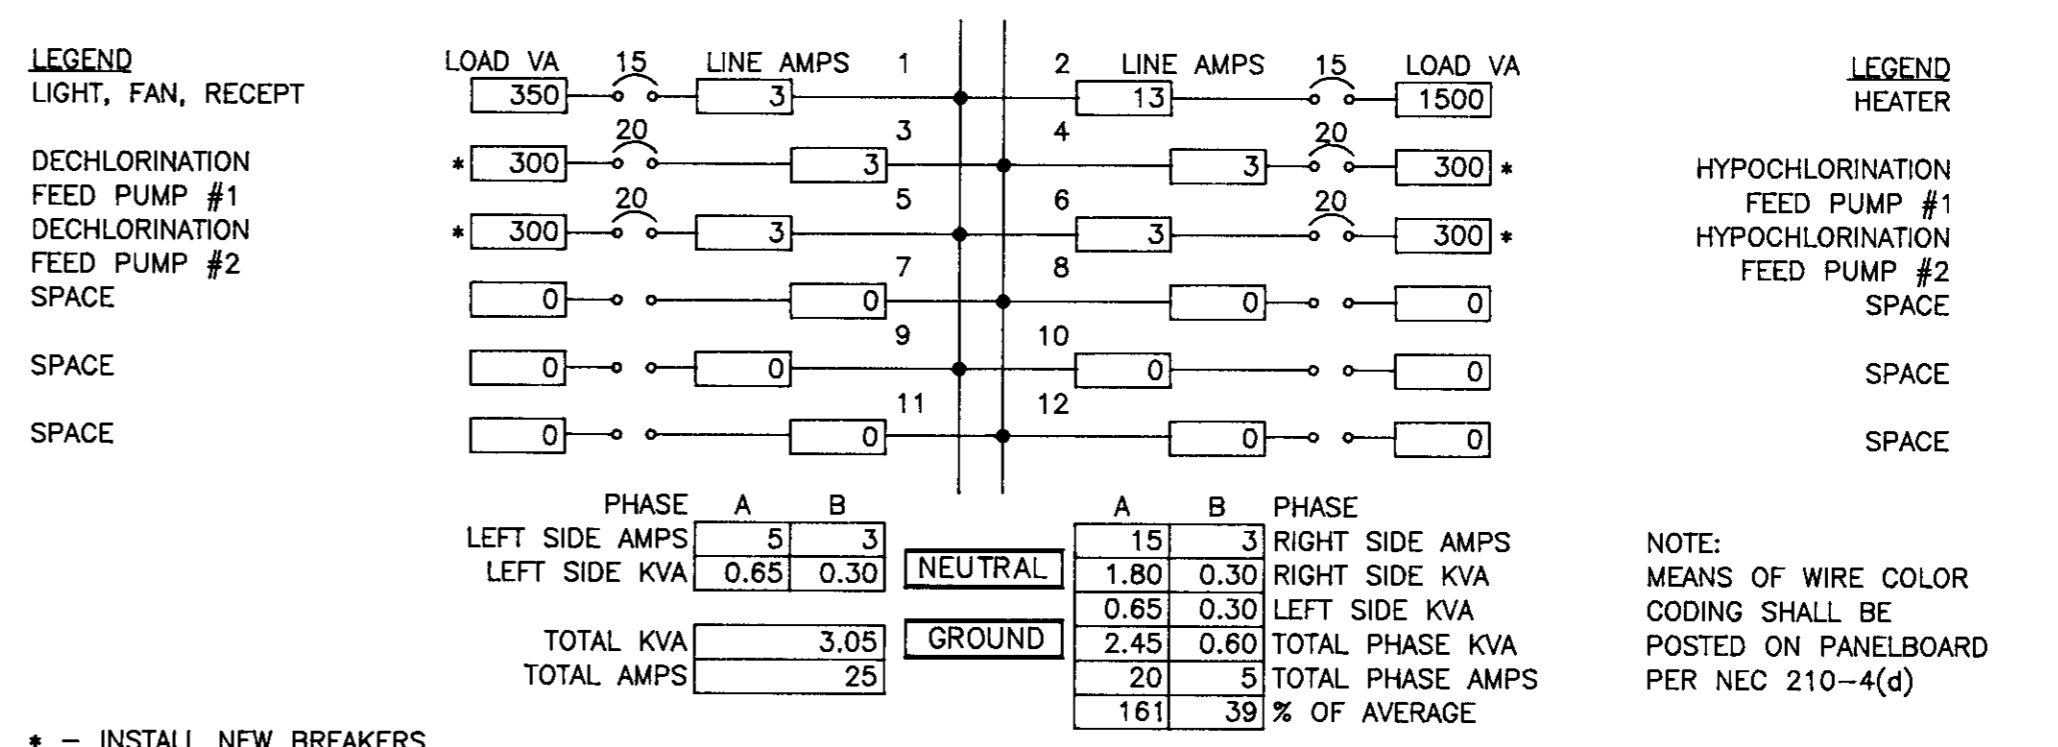 LEGEND LOAD VA 15 LINE AMPS 1 2 LINE AMPS 15 LOAD VA LEGEND
LIGHT, FAN, RECEPT 350 3 13 1500 HEATER
20 3 4 20
DECHLORINATION * 300 3 3 300 * HYPOCHLORINATION
FEED PUMP #1 20 5 6 20 FEED PUMP #1
DECHLORINATION * 300 3 3 300 * HYPOCHLORINATION
FEED PUMP #2 7 8 FEED PUMP #2
SPACE 0 0 0 0 SPACE
9 10
SPACE 0 0 0 0 SPACE
11 12
SPACE 0 0 0 0 SPACE
PHASE A B A B PHASE
LEFT SIDE AMPS 5 3 15 3 RIGHT SIDE AMPS NOTE:
LEFT SIDE KVA 0.65 0.30 NEUTRAL 1.80 0.30 RIGHT SIDE KVA MEANS OF WIRE COLOR
0.65 0.30 LEFT SIDE KVA CODING SHALL BE
TOTAL KVA 3.05 GROUND 2.45 0.60 TOTAL PHASE KVA POSTED ON PANELBOARD
TOTAL AMPS 25 20 5 TOTAL PHASE AMPS PER NEC 210-4(d)
161 39 % OF AVERAGE
* - INSTALL NEW BREAKERS